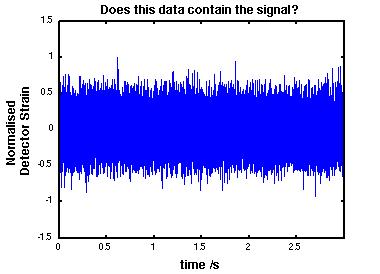 Does this data contain the signal?
1.5
1
0.5
0
-0.5
-1
-1.5
Normalised
Detector Strain
0 0.5 1 1.5 2 2.5
time /s